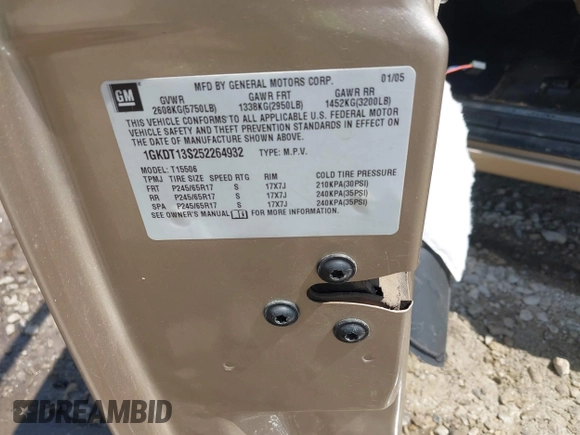 GM
MFD BY GENERAL MOTORS CORP. 01/05
GVWR GAWR FRT GAWR RR
2608KG(5750LB) 1338KG(2950LB) 1452KG(3200LB)
THIS VEHICLE CONFORMS TO ALL APPLICABLE U.S. FEDERAL MOTOR
VEHICLE SAFETY AND THEFT PREVENTION STANDARDS IN EFFECT ON
THE DATE OF MANUFACTURE SHOWN ABOVE.
1GKDT13S252264932 TYPE: M.P.V.
MODEL: T15506
TPMJ TIRE SIZE SPEED RTG RIM COLD TIRE PRESSURE
FRT P245/65R17 S 17X7J 210KPA(30PSI)
RR P245/65R17 S 17X7J 240KPA(35PSI)
SPA P245/65R17 S 17X7J 240KPA(35PSI)
SEE OWNER'S MANUAL FOR MORE INFORMATION.
DREAMBID